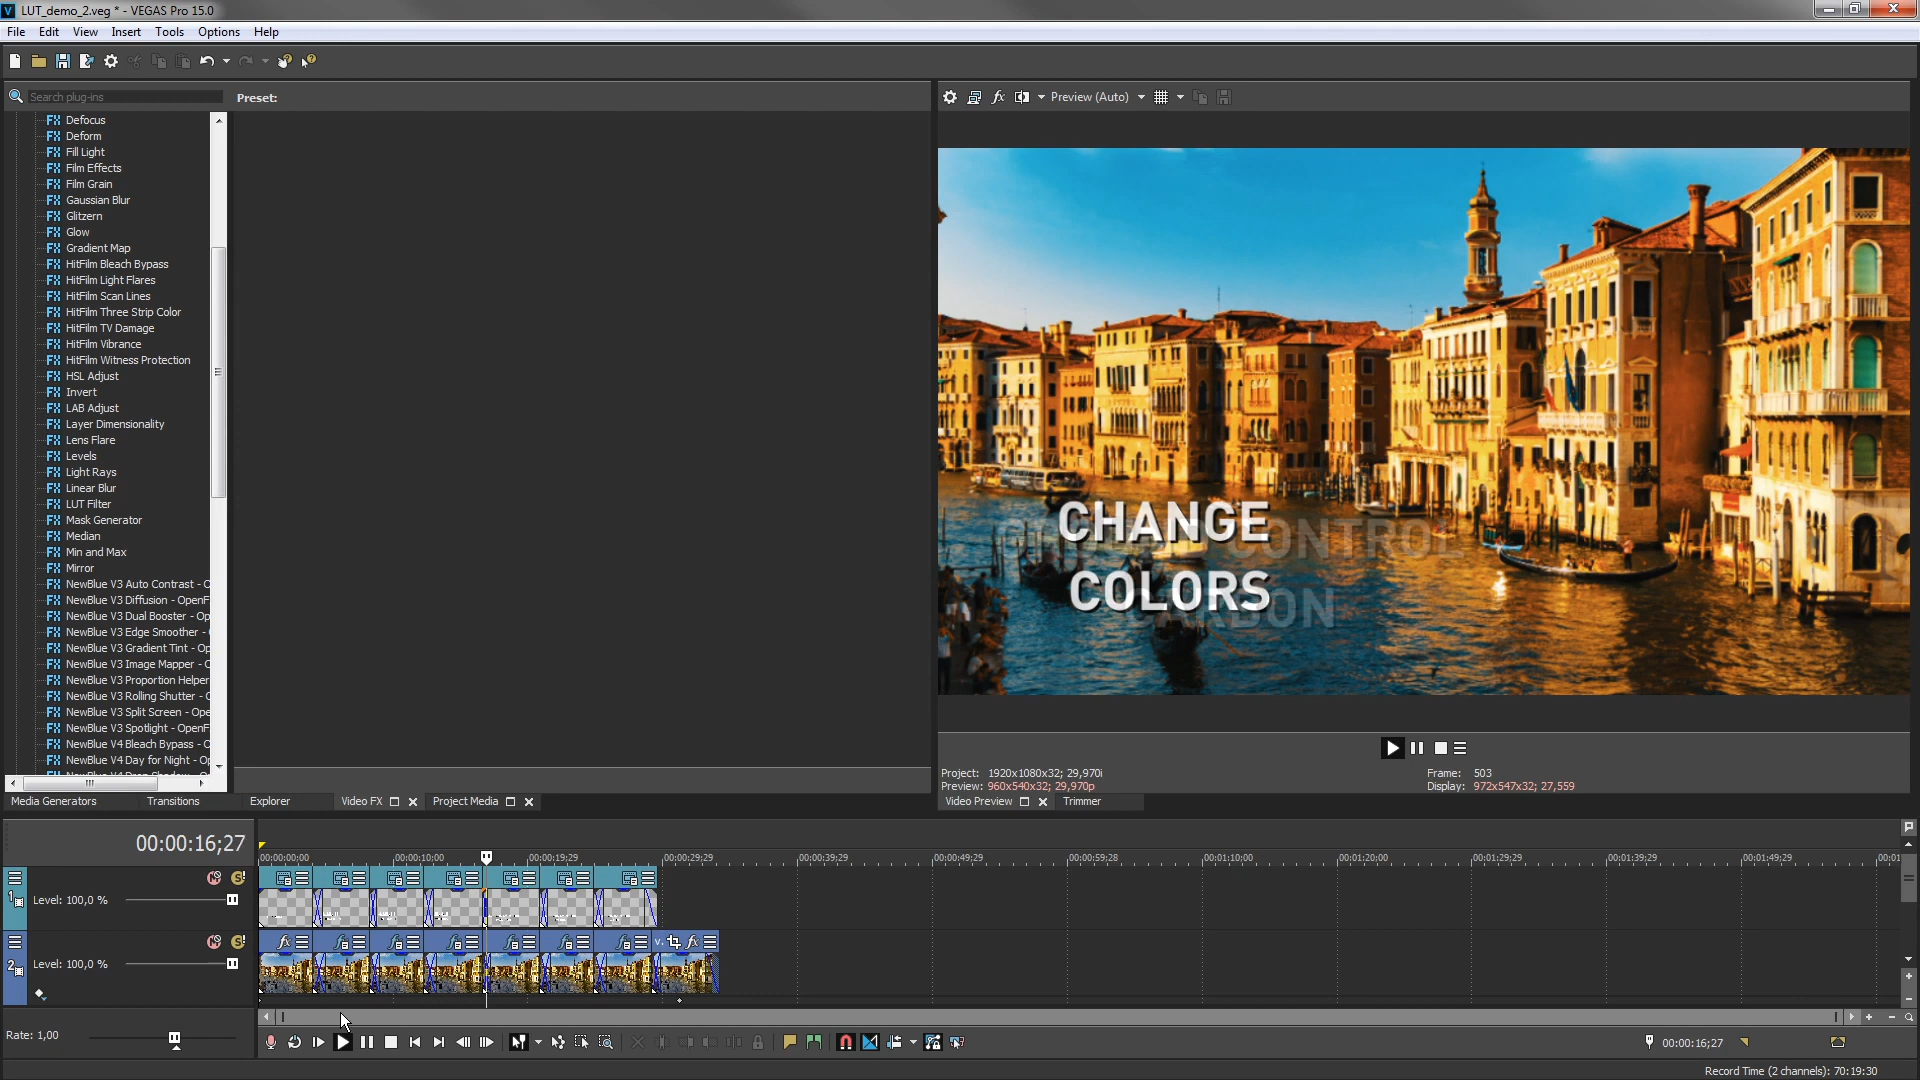 LUT_demo_2.veg * - VEGAS Pro 15.0
File Edit View Insert Tools Options Help
Search plug-ins
Preset:
Preview (Auto)
Defocus
Deform
Fill Light
Film Effects
Film Grain
Gaussian Blur
Glitzern
Glow
Gradient Map
HitFilm Bleach Bypass
HitFilm Light Flares
HitFilm Scan Lines
HitFilm Three Strip Color
HitFilm TV Damage
HitFilm Vibrance
HitFilm Witness Protection
HSL Adjust
Invert
LAB Adjust
Layer Dimensionality
Lens Flare
Levels
Light Rays
Linear Blur
LUT Filter
Mask Generator
Median
Min and Max
Mirror
NewBlue V3 Auto Contrast - O
NewBlue V3 Diffusion - OpenF
NewBlue V3 Dual Booster - Op
NewBlue V3 Edge Smoother -
NewBlue V3 Gradient Tint - Op
NewBlue V3 Image Mapper - O
NewBlue V3 Proportion Helper
NewBlue V3 Rolling Shutter - O
NewBlue V3 Split Screen - Ope
NewBlue V3 Spotlight - OpenF
NewBlue V4 Bleach Bypass - O
NewBlue V4 Day for Night - Op
CHANGE
CONTROL
COLORS
CARBON
Project: 1920x1080x32; 29,970i
Preview: 960x540x32; 29,970p
Frame: 503
Display: 972x547x32; 27,559
Media Generators Transitions Explorer Video FX Project Media
Video Preview Trimmer
00:00:16;27
00:00:00;00 00:00:10;00 00:00:19;29 00:00:29;29 00:00:39;29 00:00:49;29 00:00:59;28 00:01:10;00 00:01:20;00 00:01:29;29 00:01:39;29 00:01:49;29 00:01
1
Level: 100,0 %
2
Level: 100,0 %
Rate: 1,00
00:00:16;27
Record Time (2 channels): 70:19:30